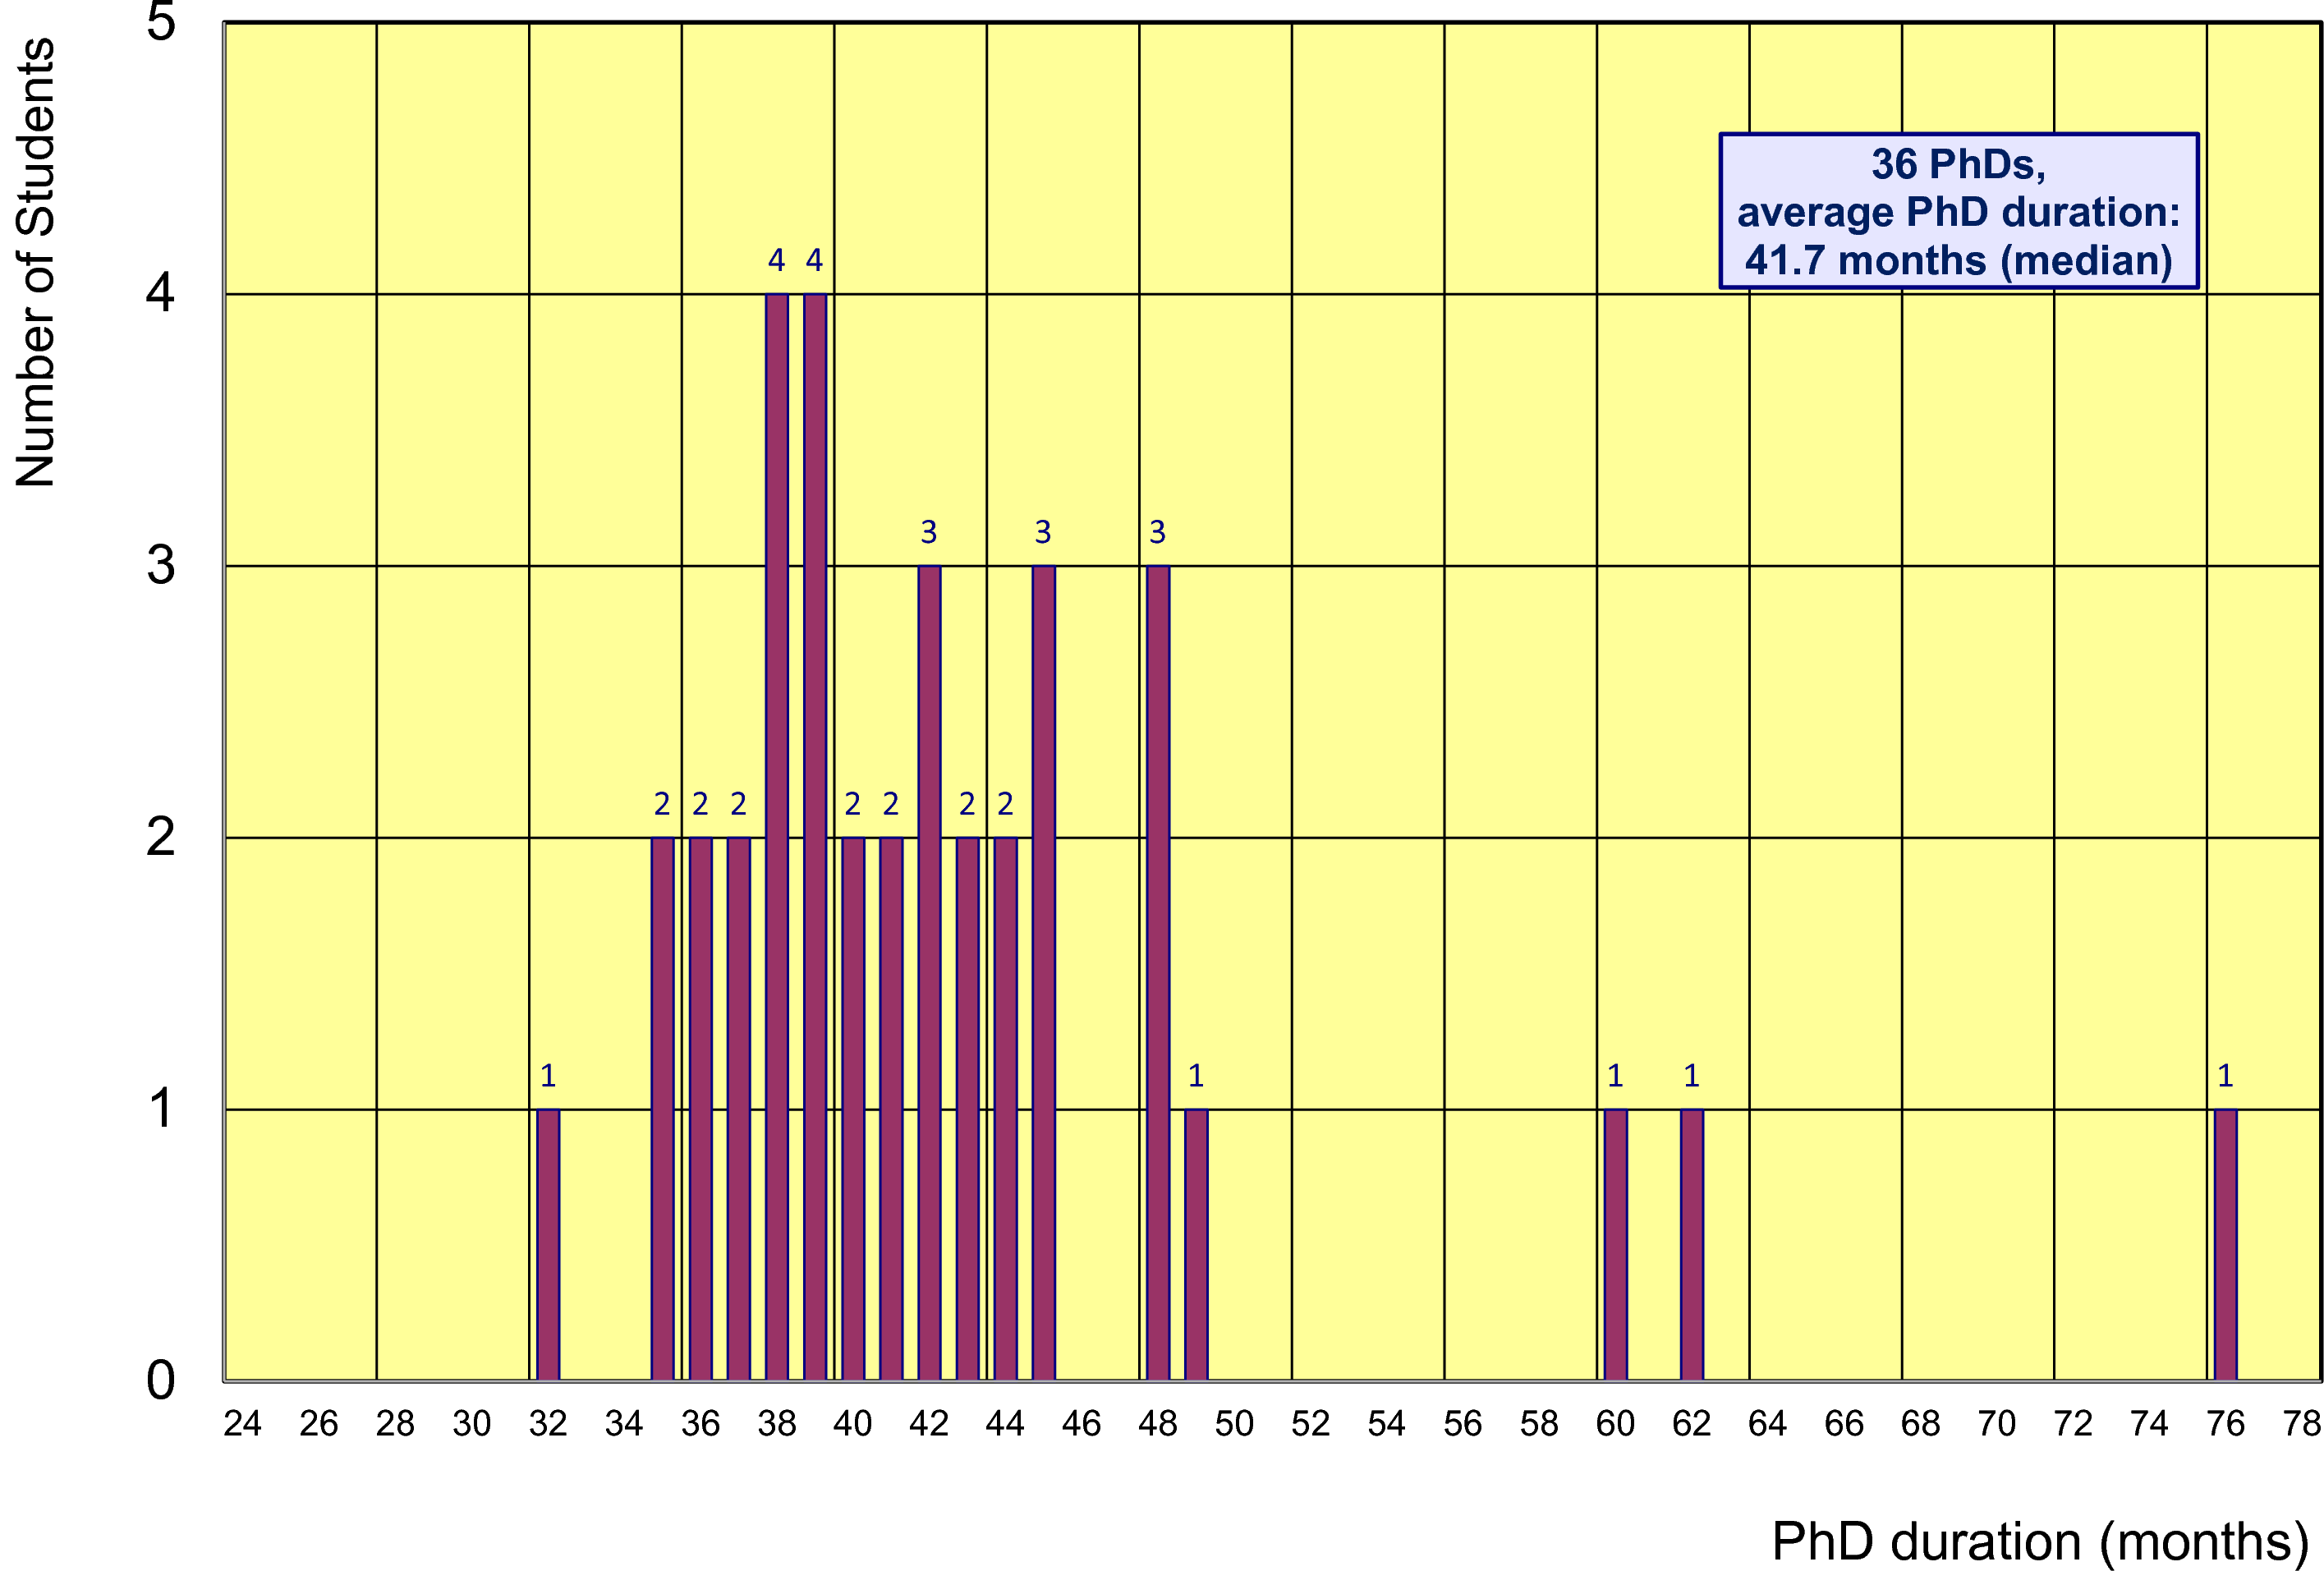 Number of Students
5
4
3
2
1
0
36 PhDs,
average PhD duration:
41.7 months (median)
4 4
3 3 3
2 2 2 2 2 2 2
1 1 1 1 1
24 26 28 30 32 34 36 38 40 42 44 46 48 50 52 54 56 58 60 62 64 66 68 70 72 74 76 78
PhD duration (months)